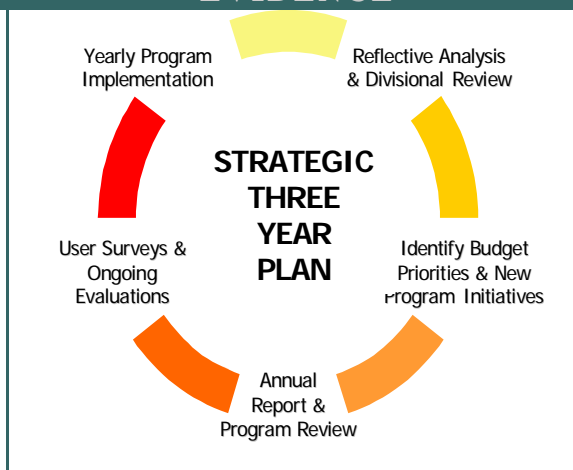 EVIDENCE
Yearly Program
Implementation
Reflective Analysis
& Divisional Review
STRATEGIC
THREE
YEAR
PLAN
User Surveys &
Ongoing
Evaluations
Identify Budget
Priorities & New
Program Initiatives
Annual
Report &
Program Review